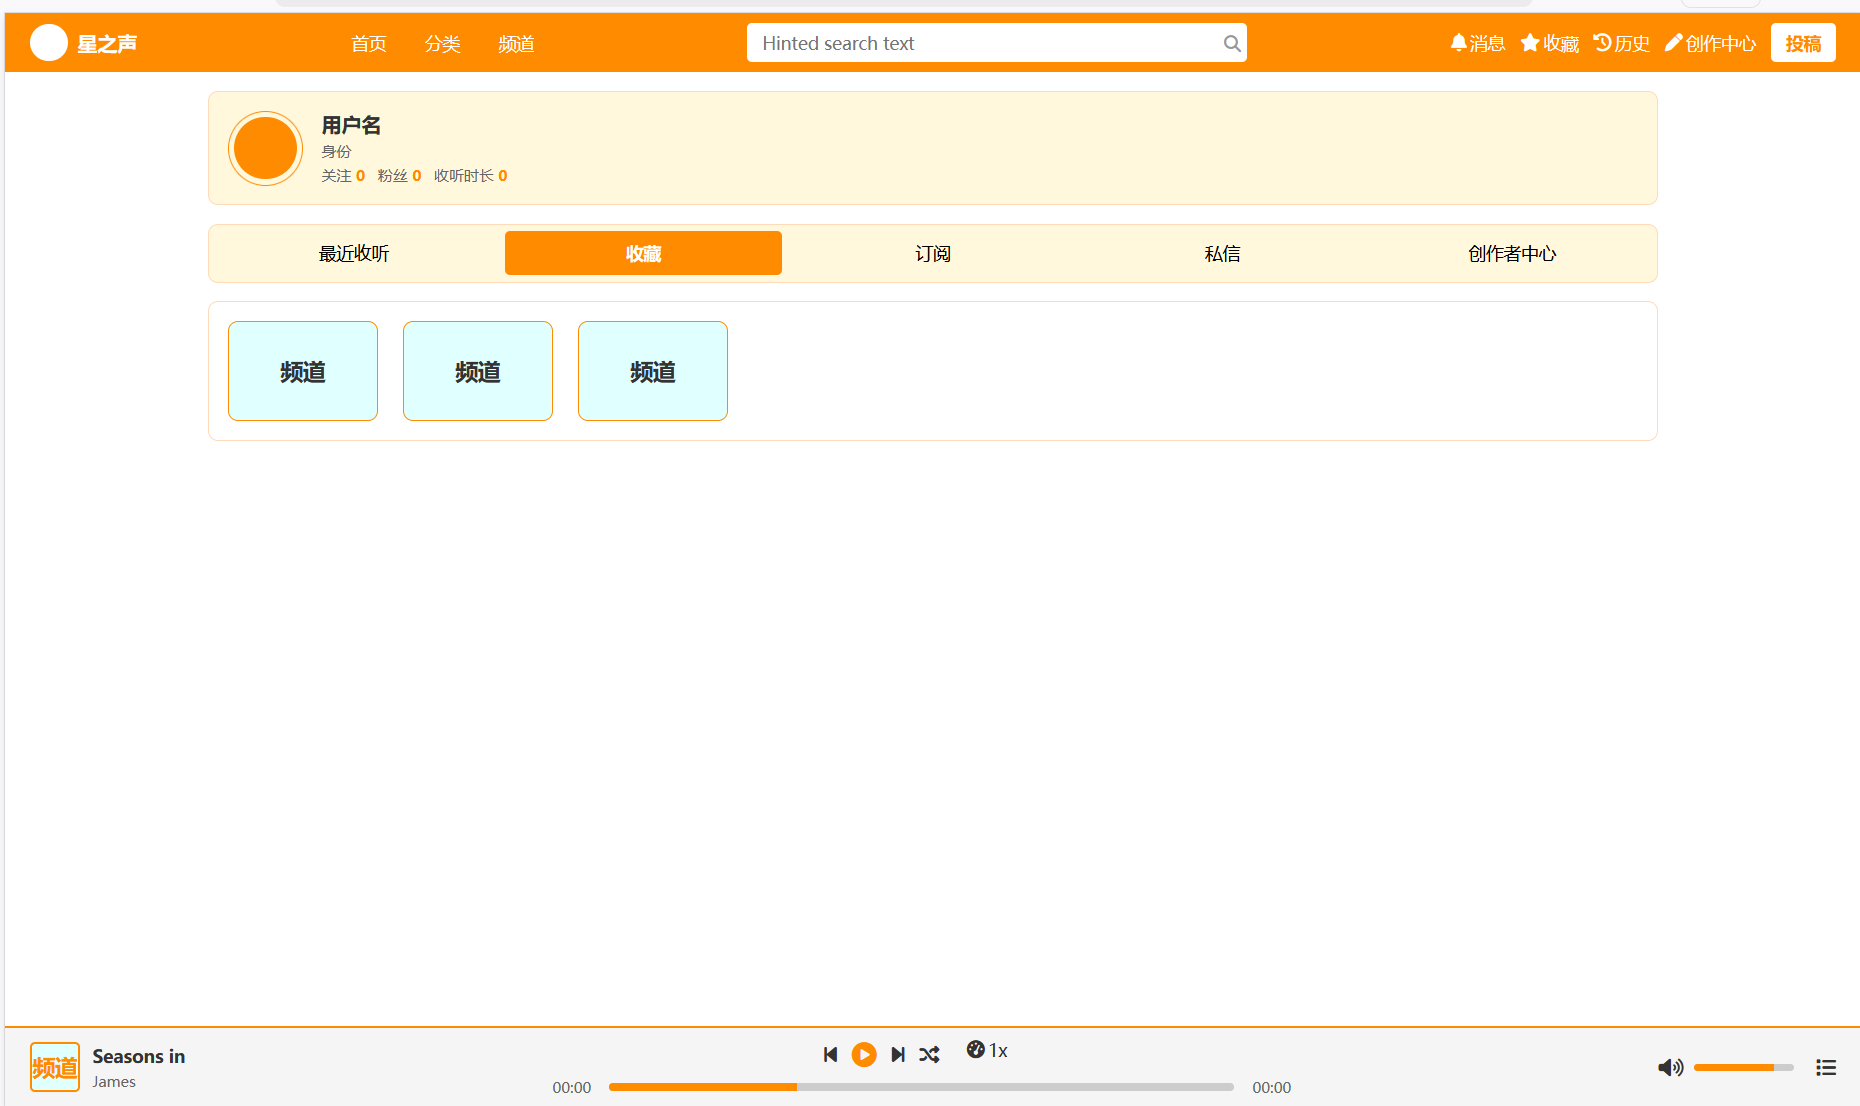 星之声 首页 分类 频道 Hinted search text 消息 收藏 历史 创作中心 投稿
用户名
身份
关注 0 粉丝 0 收听时长 0
最近收听 收藏 订阅 私信 创作者中心
频道 频道 频道
频道
Seasons in
James
1x
00:00 00:00